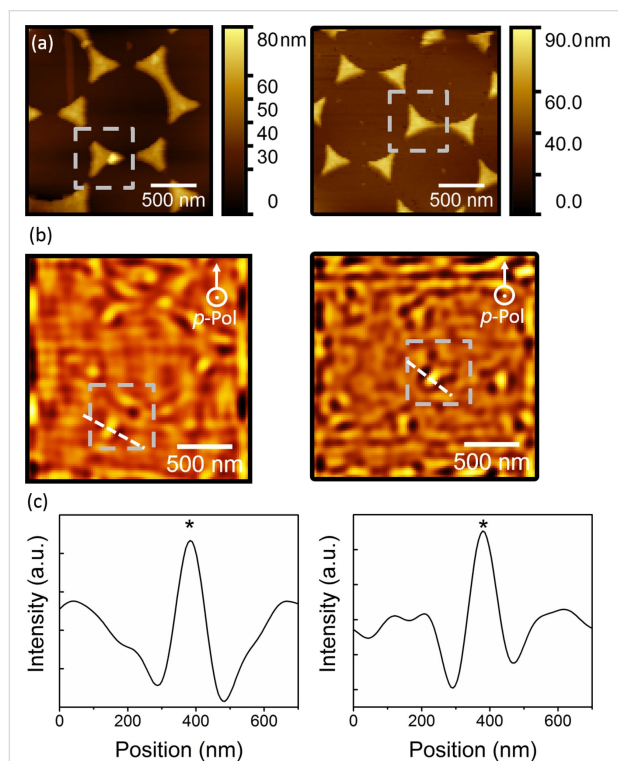 (a)
80 nm
60
50
40
30
0
500 nm
90.0 nm
60.0
40.0
0.0
500 nm
(b)
p-Pol
500 nm
p-Pol
500 nm
(c)
*
Intensity (a.u.)
0 200 400 600
Position (nm)
*
Intensity (a.u.)
0 200 400 600
Position (nm)